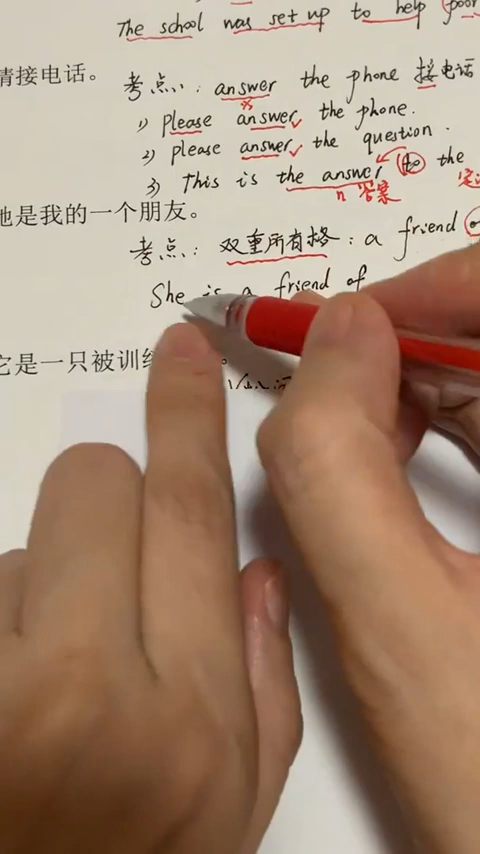 The school was set up to help poor
请接电话。 考点: answer the phone 接电话
1) please answer the phone.
2) please answer the question.
3) This is the answer to the
n 答案
她是我的一个朋友。
考点: 双重所有格: a friend
She is a friend of
它是一只被训